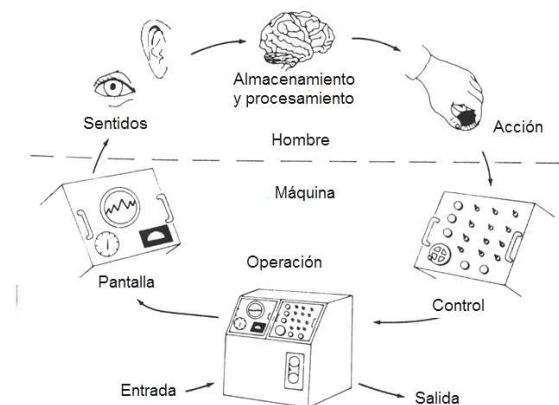 Almacenamiento
y procesamiento
Sentidos
Acción
Hombre
Máquina
Operación
Pantalla
Control
Entrada
Salida